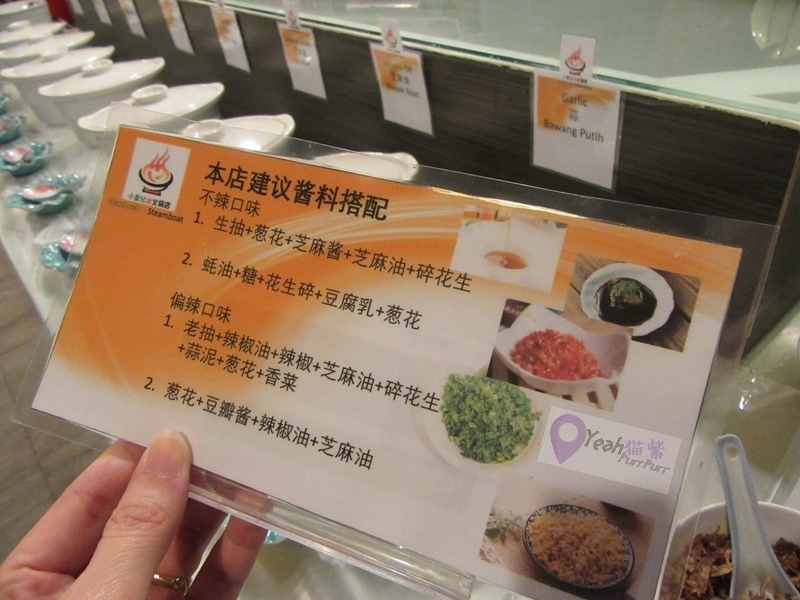 Garlic
蒜
Bawang Putih
Steamboat
本店建议酱料搭配
不辣口味
1. 生抽+葱花+芝麻酱+芝麻油+碎花生
2. 蚝油+糖+花生碎+豆腐乳+葱花
偏辣口味
1. 老抽+辣椒油+辣椒+芝麻油+碎花生
+蒜泥+葱花+香菜
2. 葱花+豆瓣酱+辣椒油+芝麻油
Yeah猫紫
PurrPurr